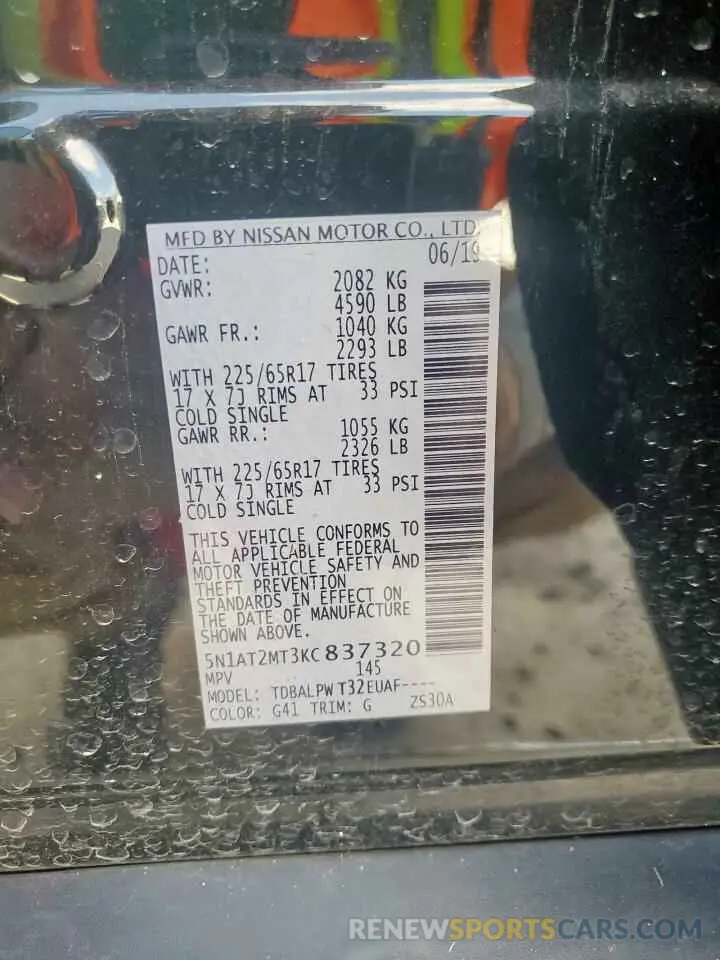 MFD BY NISSAN MOTOR CO., LTD.
DATE: 06/19
GVWR: 2082 KG
4590 LB
GAWR FR.: 1040 KG
2293 LB
WITH 225/65R17 TIRES
17 X 7J RIMS AT 33 PSI
COLD SINGLE
GAWR RR.: 1055 KG
2326 LB
WITH 225/65R17 TIRES
17 X 7J RIMS AT 33 PSI
COLD SINGLE
THIS VEHICLE CONFORMS TO
ALL APPLICABLE FEDERAL
MOTOR VEHICLE SAFETY AND
THEFT PREVENTION
STANDARDS IN EFFECT ON
THE DATE OF MANUFACTURE
SHOWN ABOVE.
5N1AT2MT3KC837320
MPV 145
MODEL: TDBALPW T32EUAF----
COLOR: G41 TRIM: G ZS30A
RENEWSPORTSCARS.COM